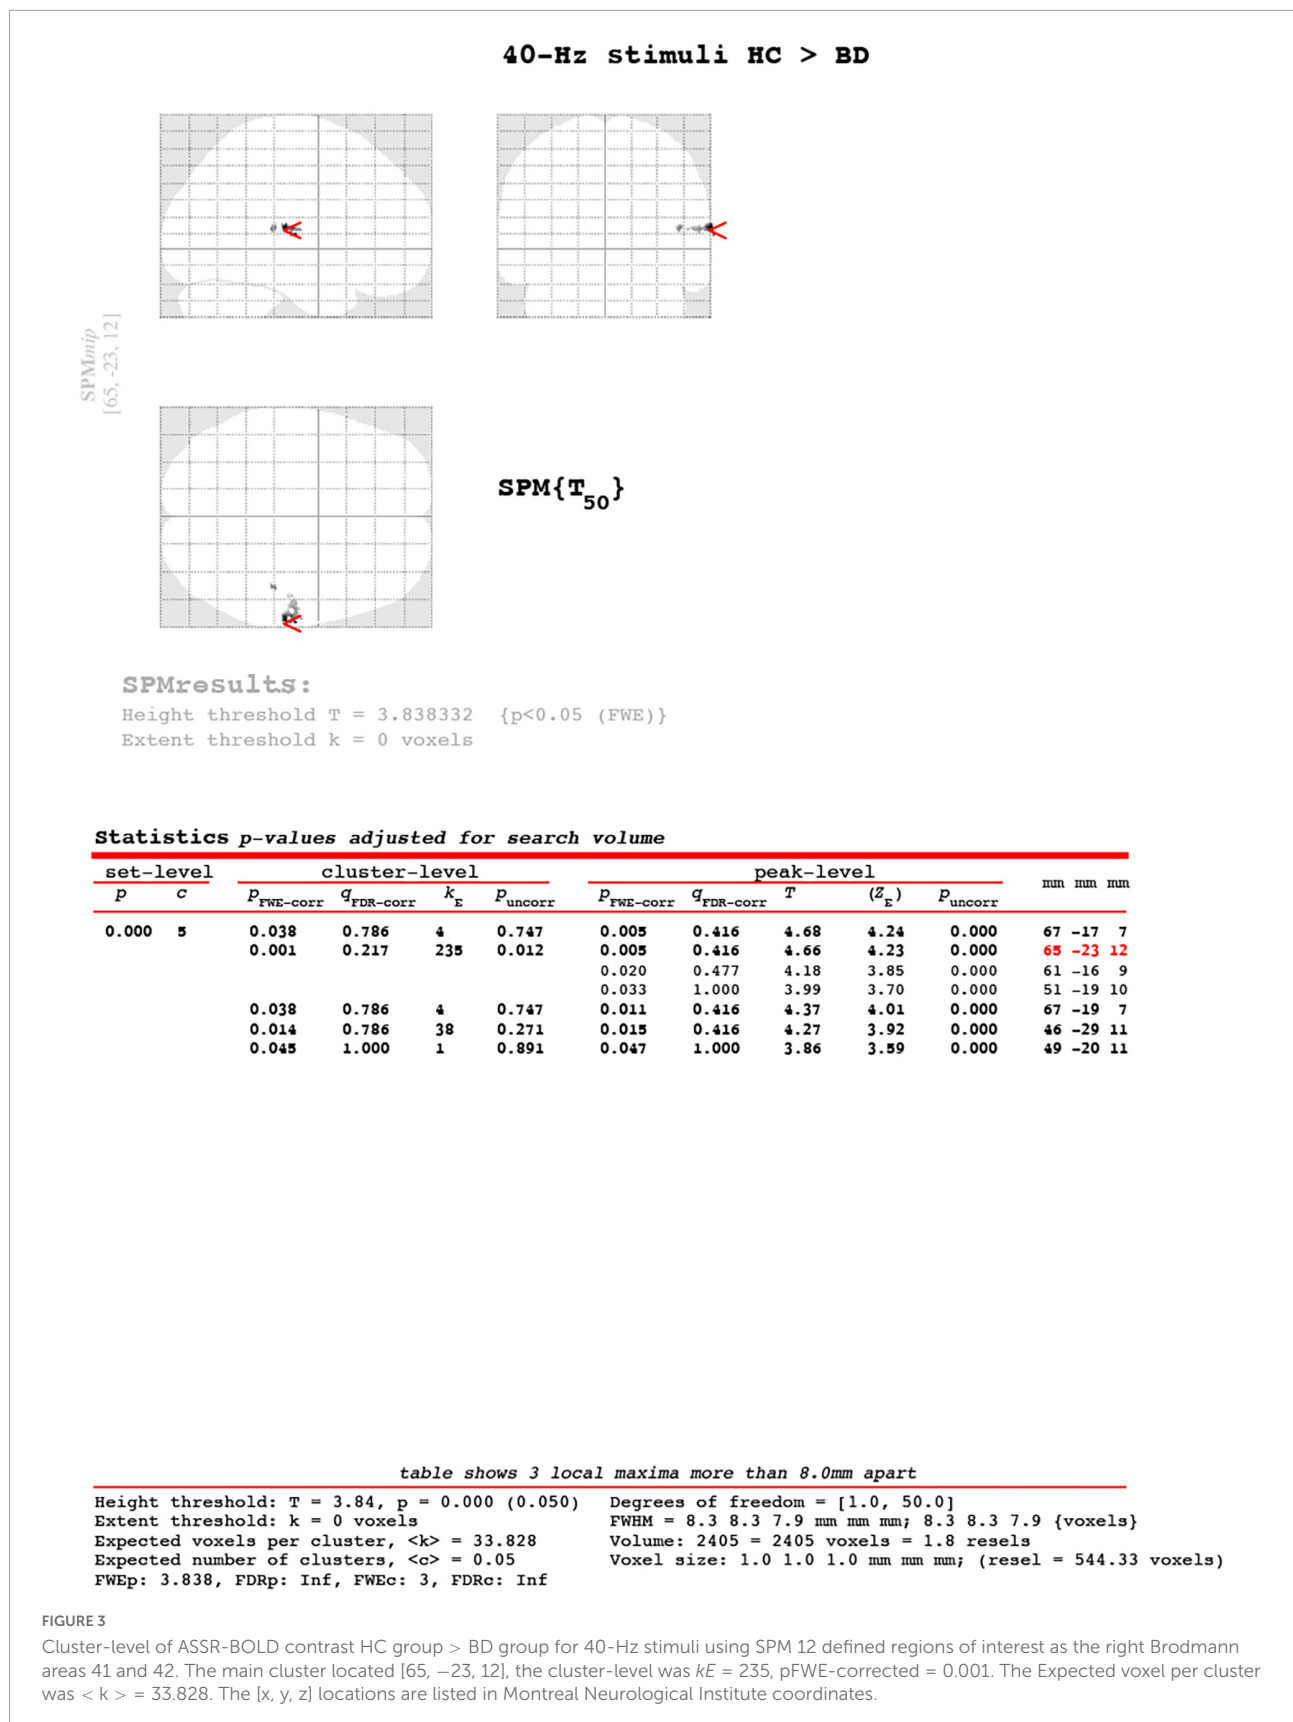 40-Hz stimuli HC > BD
SPMmip
[65, -23, 12]
SPM{T50}
SPMresults:
Height threshold T = 3.838332 {p<0.05 (FWE)}
Extent threshold k = 0 voxels
Statistics p-values adjusted for search volume
set-level cluster-level peak-level mm mm mm
p c pFWE-corr qFDR-corr kE puncorr pFWE-corr qFDR-corr T (ZE) puncorr
0.000 5 0.038 0.786 4 0.747 0.005 0.416 4.68 4.24 0.000 67 -17 7
0.001 0.217 235 0.012 0.005 0.416 4.66 4.23 0.000 65 -23 12
0.020 0.477 4.18 3.85 0.000 61 -16 9
0.033 1.000 3.99 3.70 0.000 51 -19 10
0.038 0.786 4 0.747 0.011 0.416 4.37 4.01 0.000 67 -19 7
0.014 0.786 38 0.271 0.015 0.416 4.27 3.92 0.000 46 -29 11
0.045 1.000 1 0.891 0.047 1.000 3.86 3.59 0.000 49 -20 11
table shows 3 local maxima more than 8.0mm apart
Height threshold: T = 3.84, p = 0.000 (0.050) Degrees of freedom = [1.0, 50.0]
Extent threshold: k = 0 voxels FWHM = 8.3 8.3 7.9 mm mm mm; 8.3 8.3 7.9 {voxels}
Expected voxels per cluster, <k> = 33.828 Volume: 2405 = 2405 voxels = 1.8 resels
Expected number of clusters, <c> = 0.05 Voxel size: 1.0 1.0 1.0 mm mm mm; (resel = 544.33 voxels)
FWEp: 3.838, FDRp: Inf, FWEc: 3, FDRc: Inf
FIGURE 3
Cluster-level of ASSR-BOLD contrast HC group > BD group for 40-Hz stimuli using SPM 12 defined regions of interest as the right Brodmann
areas 41 and 42. The main cluster located [65, −23, 12], the cluster-level was kE = 235, pFWE-corrected = 0.001. The Expected voxel per cluster
was < k > = 33.828. The [x, y, z] locations are listed in Montreal Neurological Institute coordinates.